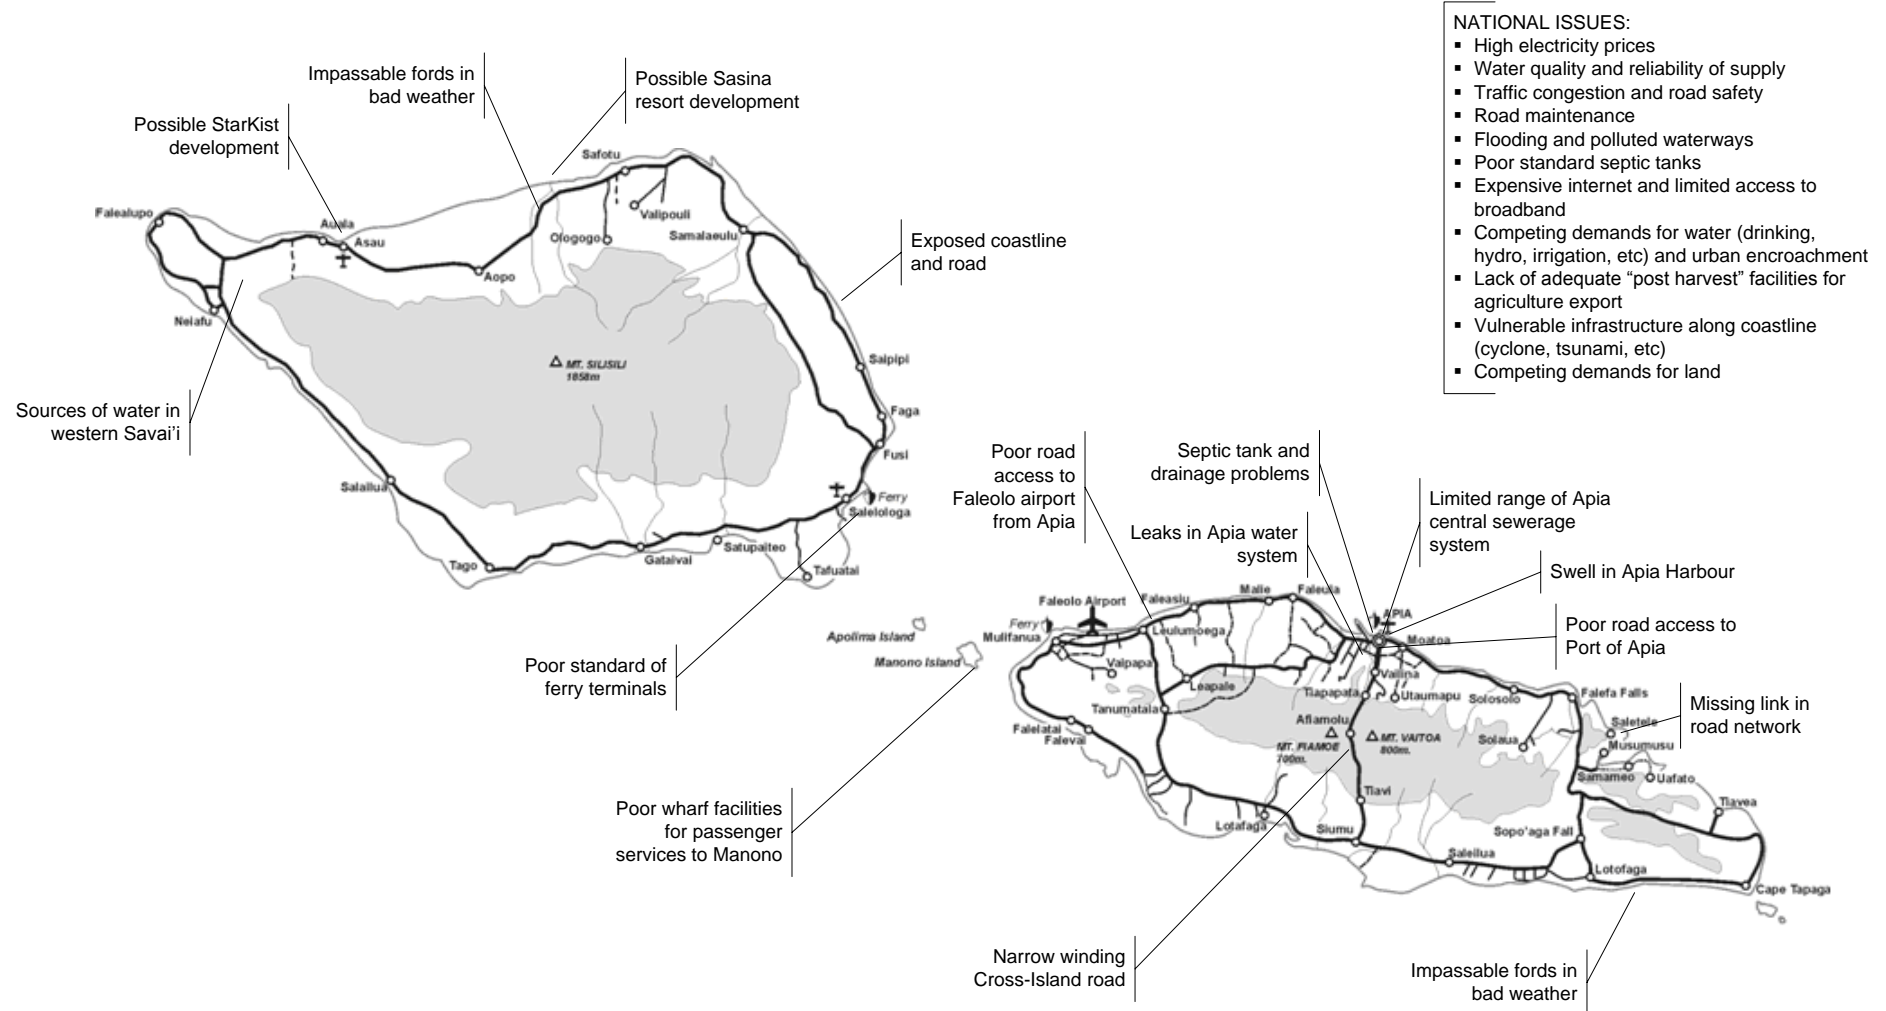 NATIONAL ISSUES:
▪ High electricity prices
▪ Water quality and reliability of supply
▪ Traffic congestion and road safety
▪ Road maintenance
▪ Flooding and polluted waterways
▪ Poor standard septic tanks
▪ Expensive internet and limited access to
broadband
▪ Competing demands for water (drinking,
hydro, irrigation, etc) and urban encroachment
▪ Lack of adequate “post harvest” facilities for
agriculture export
▪ Vulnerable infrastructure along coastline
(cyclone, tsunami, etc)
▪ Competing demands for land
Impassable fords in
bad weather
Possible Sasina
resort development
Possible StarKist
development
Exposed coastline
and road
Sources of water in
western Savai’i
Safotu
Falealupo
Auala
Asau
Valipouli
Ologogo
Samalaeulu
Aopo
Neiafu
MT. SILISILI
1858m
Saipipi
Faga
Fusi
Salailua
Ferry
Salelologa
Tago
Gataivai
Satupaiteo
Tafuatai
Poor standard of
ferry terminals
Poor wharf facilities
for passenger
services to Manono
Poor road
access to
Faleolo airport
from Apia
Septic tank and
drainage problems
Leaks in Apia water
system
Limited range of Apia
central sewerage
system
Swell in Apia Harbour
Poor road access to
Port of Apia
Missing link in
road network
Narrow winding
Cross-Island road
Impassable fords in
bad weather
Apolima Island
Manono Island
Faleolo Airport
Ferry
Mulifanua
Faleasiu
Malie
Faleula
APIA
Leulumoega
Moatoa
Vaipapa
Leapale
Vailina
Tiapapata
Utaumapu
Solosolo
Falefa Falls
Tanumatala
Afiamolu
Saletele
Falelatai
Falevai
MT. FIAMOE
700m.
MT. VAITOA
800m.
Solaua
Musumusu
Samameo
Uafato
Tiavi
Tiavea
Lotafaga
Siumu
Sopo'aga Fall
Saleilua
Lotofaga
Cape Tapaga